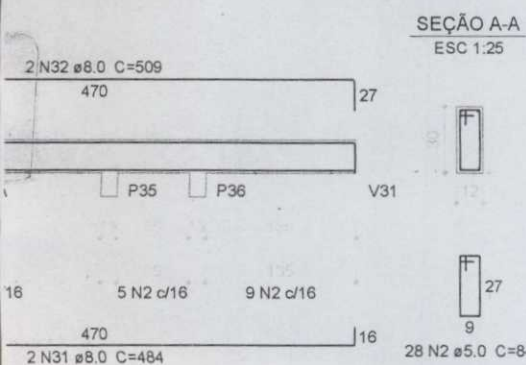 SEÇÃO A-A
ESC 1:25
2 N32 ø8.0 C=509
470
27
30
P35
P36
V31
12
16
5 N2 c/16
9 N2 c/16
27
9
470
16
2 N31 ø8.0 C=484
28 N2 ø5.0 C=8